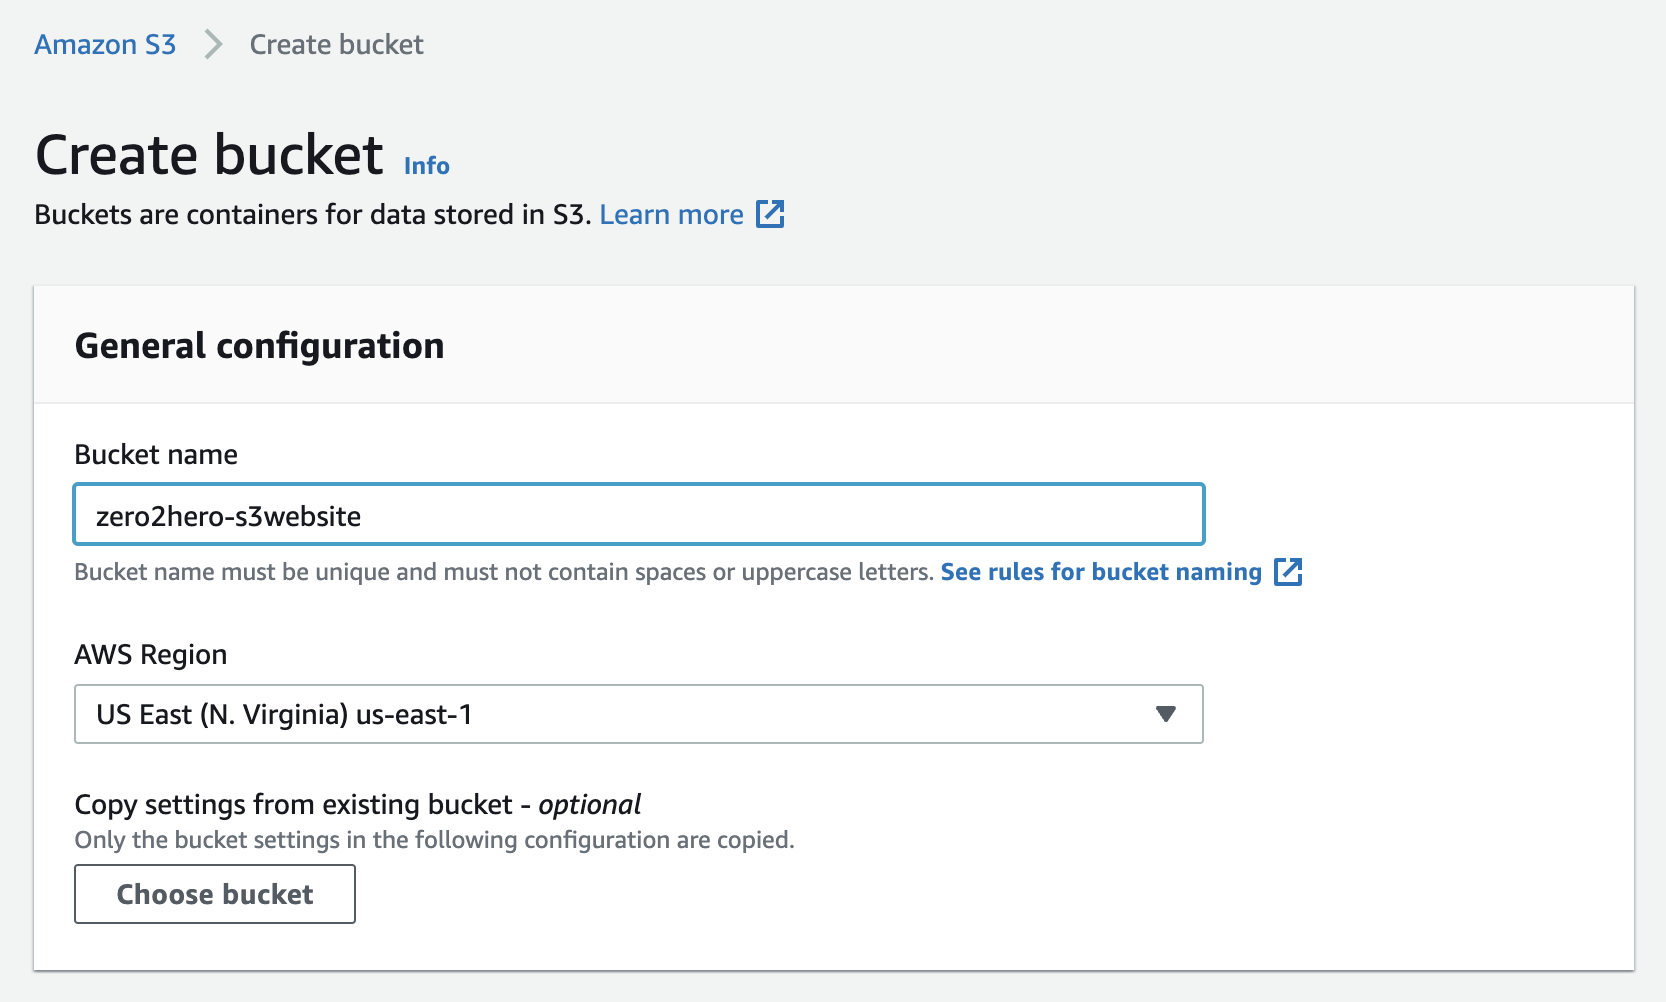 Amazon S3 > Create bucket
Create bucket Info
Buckets are containers for data stored in S3. Learn more
General configuration
Bucket name
zero2hero-s3website
Bucket name must be unique and must not contain spaces or uppercase letters. See rules for bucket naming
AWS Region
US East (N. Virginia) us-east-1
Copy settings from existing bucket - optional
Only the bucket settings in the following configuration are copied.
Choose bucket